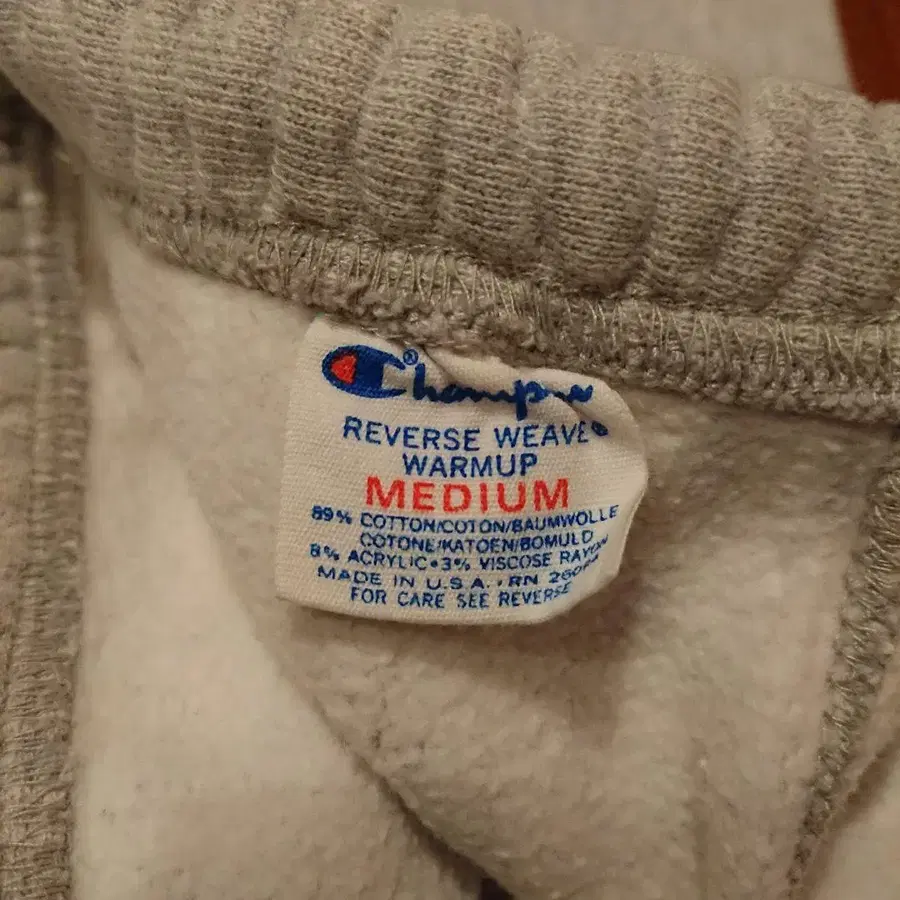 Champion
REVERSE WEAVE®
WARMUP
MEDIUM
89% COTTON/COTON/BAUMWOLLE
COTONE/KATOEN/BOMULD
8% ACRYLIC•3% VISCOSE RAYON
MADE IN U.S.A. • RN
FOR CARE SEE REVERSE